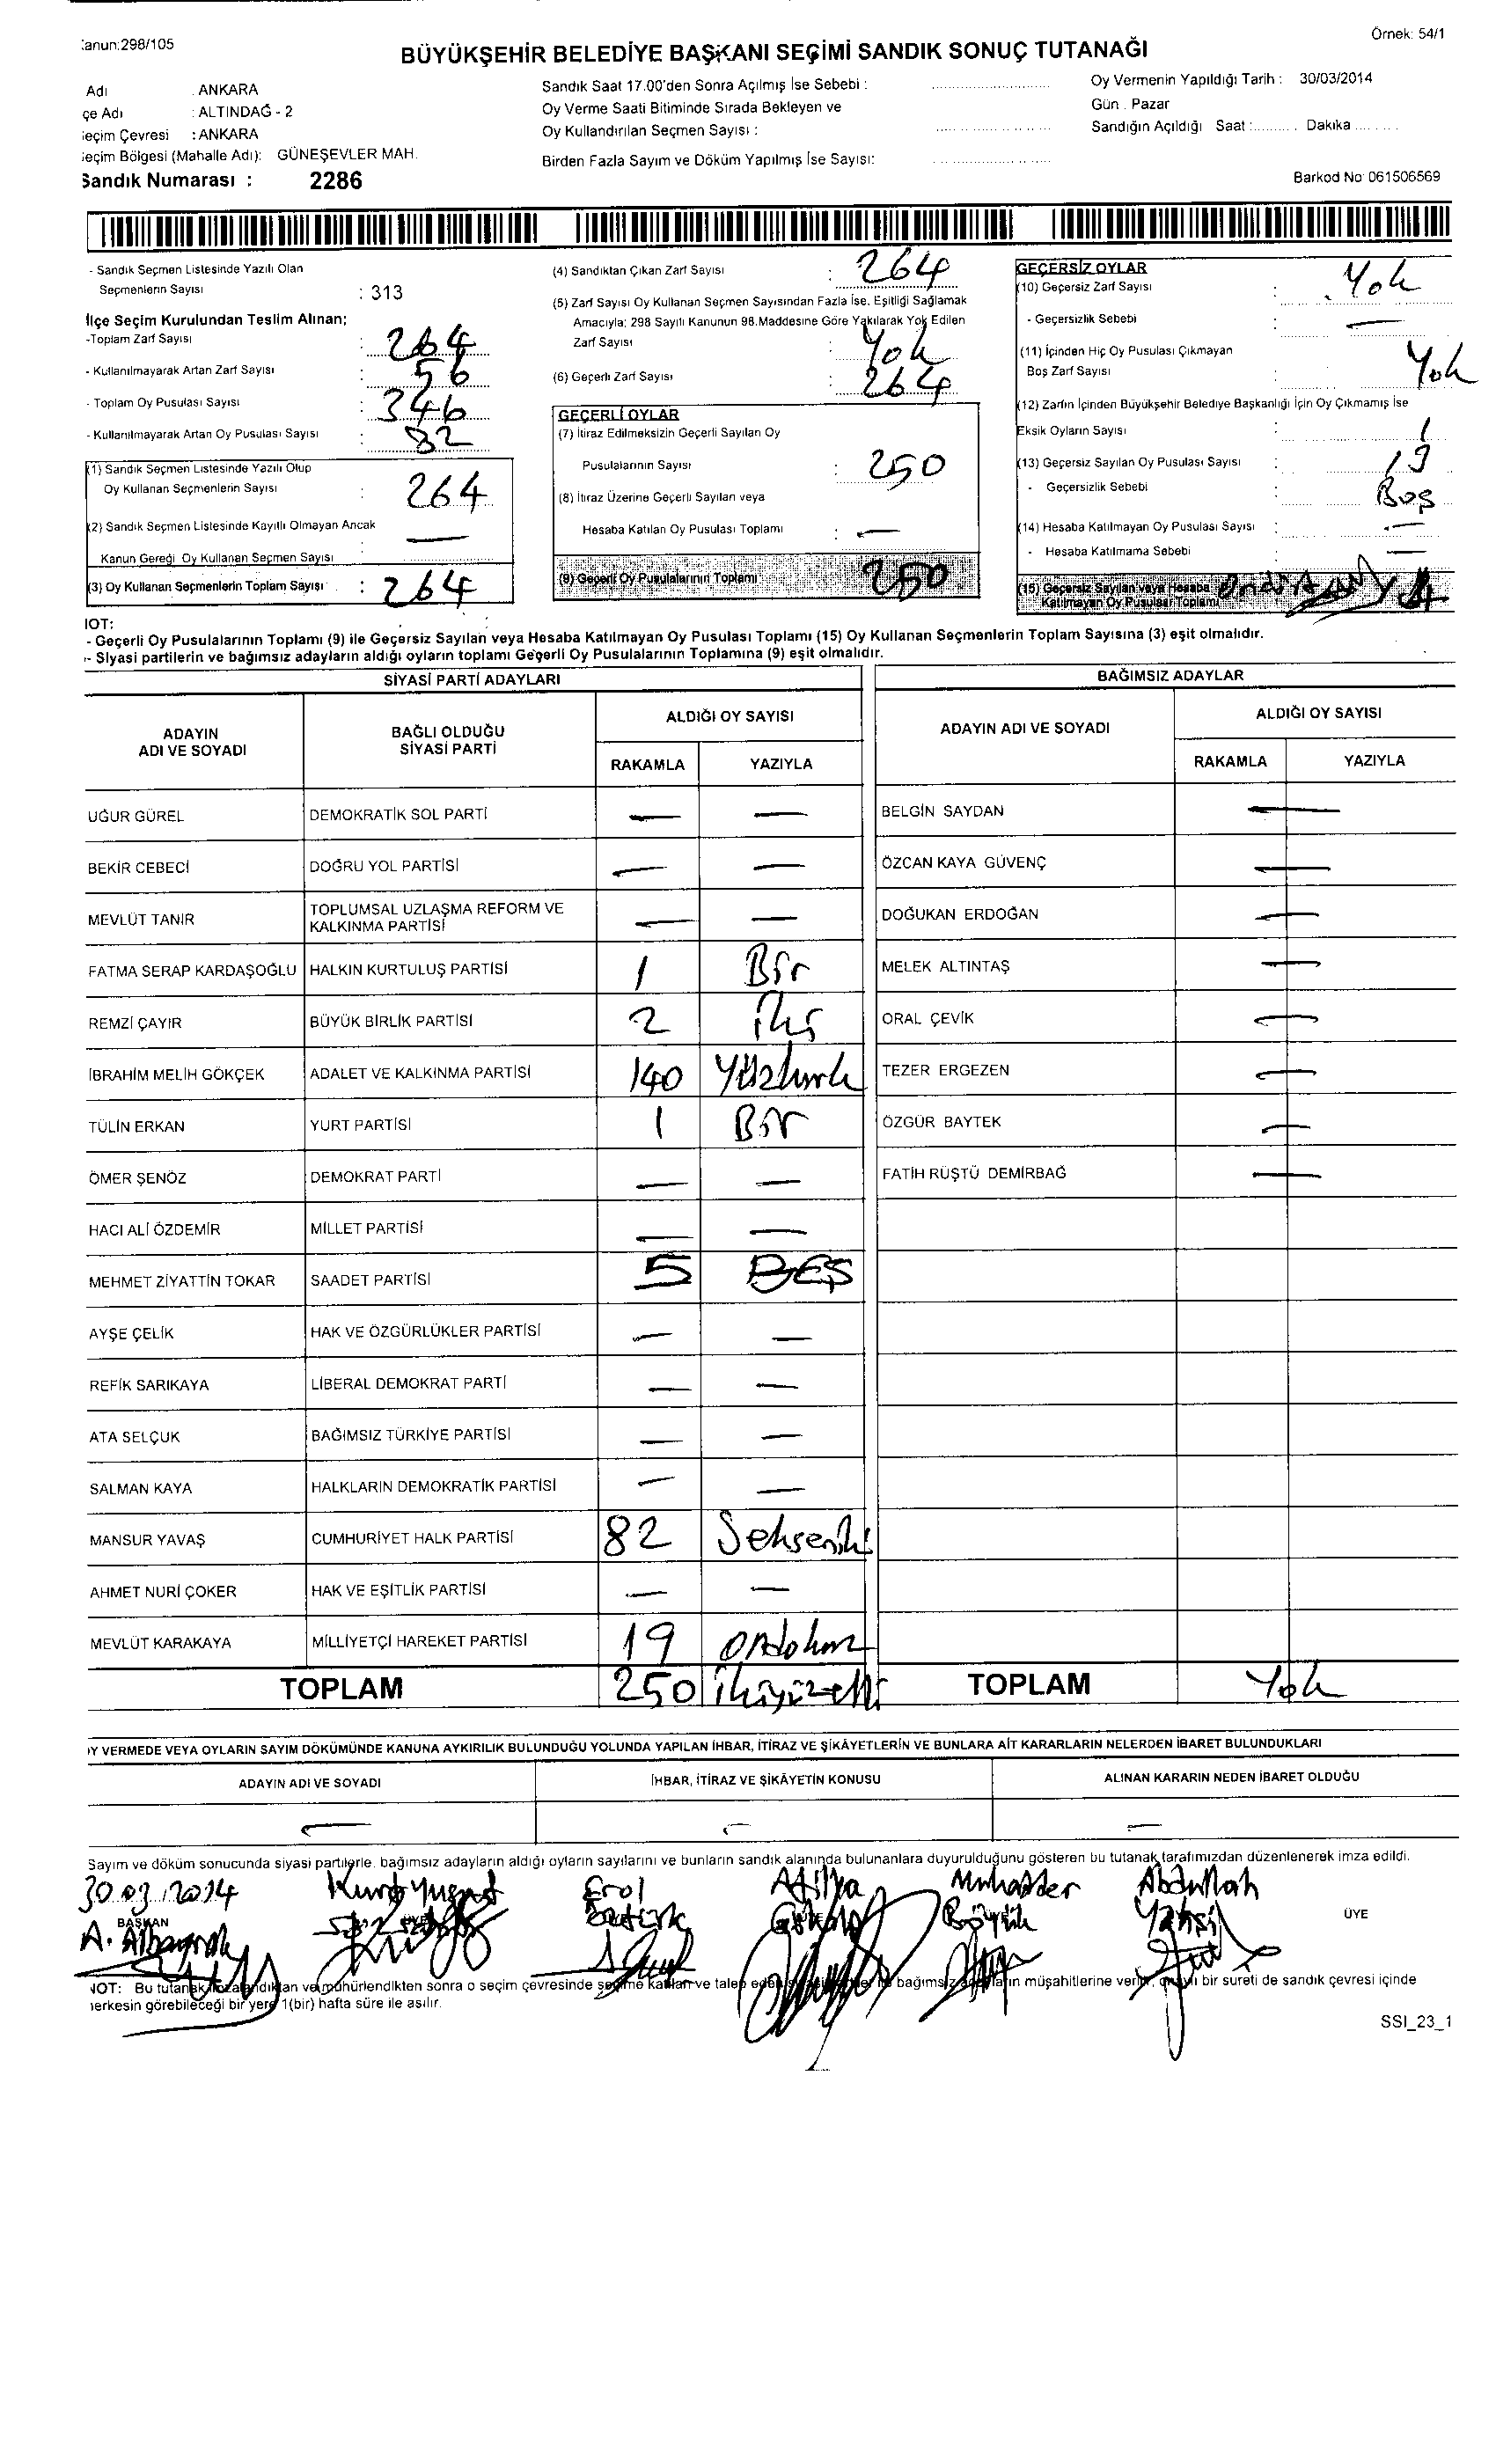 :anun:298/105
Örnek: 54/1
BÜYÜKŞEHİR BELEDİYE BAŞKANI SEÇİMİ SANDIK SONUÇ TUTANAĞI
Adı : ANKARA
çe Adı : ALTINDAĞ - 2
eçim Çevresi : ANKARA
eçim Bölgesi (Mahalle Adı): GÜNEŞEVLER MAH.
Sandık Numarası : 2286
Sandık Saat 17.00'den Sonra Açılmış İse Sebebi :
Oy Verme Saati Bitiminde Sırada Bekleyen ve
Oy Kullandırılan Seçmen Sayısı :
Birden Fazla Sayım ve Döküm Yapılmış İse Sayısı:
Oy Vermenin Yapıldığı Tarih : 30/03/2014
Gün . Pazar
Sandığın Açıldığı Saat :.......... Dakika ........
Barkod No: 061506569
- Sandık Seçmen Listesinde Yazılı Olan
Seçmenlerin Sayısı : 313
İlçe Seçim Kurulundan Teslim Alınan;
-Toplam Zarf Sayısı : 264
- Kullanılmayarak Artan Zarf Sayısı : 56
- Toplam Oy Pusulası Sayısı : 346
- Kullanılmayarak Artan Oy Pusulası Sayısı : 82
(1) Sandık Seçmen Listesinde Yazılı Olup
Oy Kullanan Seçmenlerin Sayısı : 264
(2) Sandık Seçmen Listesinde Kayıtlı Olmayan Ancak
Kanun Gereği Oy Kullanan Seçmen Sayısı —
(3) Oy Kullanan Seçmenlerin Toplam Sayısı : 264
(4) Sandıktan Çıkan Zarf Sayısı : 264
(5) Zarf Sayısı Oy Kullanan Seçmen Sayısından Fazla İse, Eşitliği Sağlamak
Amacıyla; 298 Sayılı Kanunun 98.Maddesine Göre Yakılarak Yok Edilen
Zarf Sayısı : Yok
(6) Geçerli Zarf Sayısı : 264
GEÇERLİ OYLAR
(7) İtiraz Edilmeksizin Geçerli Sayılan Oy
Pusulalarının Sayısı : 250
(8) İtiraz Üzerine Geçerli Sayılan veya
Hesaba Katılan Oy Pusulası Toplamı : —
(9) Geçerli Oy Pusulalarının Toplamı 250
GEÇERSİZ OYLAR
(10) Geçersiz Zarf Sayısı : Yok
- Geçersizlik Sebebi : —
(11) İçinden Hiç Oy Pusulası Çıkmayan
Boş Zarf Sayısı : Yok
(12) Zarfın İçinden Büyükşehir Belediye Başkanlığı İçin Oy Çıkmamış İse
Eksik Oyların Sayısı : 1
(13) Geçersiz Sayılan Oy Pusulası Sayısı : 13
- Geçersizlik Sebebi : Boş
(14) Hesaba Katılmayan Oy Pusulası Sayısı : —
- Hesaba Katılmama Sebebi : —
(15) Geçersiz Sayılan veya Hesaba
Katılmayan Oy Pusulası Toplamı
IOT:
- Geçerli Oy Pusulalarının Toplamı (9) ile Geçersiz Sayılan veya Hesaba Katılmayan Oy Pusulası Toplamı (15) Oy Kullanan Seçmenlerin Toplam Sayısına (3) eşit olmalıdır.
- Siyasi partilerin ve bağımsız adayların aldığı oyların toplamı Geçerli Oy Pusulalarının Toplamına (9) eşit olmalıdır.
SİYASİ PARTİ ADAYLARI
BAĞIMSIZ ADAYLAR
ADAYIN ADI VE SOYADI
BAĞLI OLDUĞU SİYASİ PARTİ
ALDIĞI OY SAYISI
RAKAMLA YAZIYLA
ADAYIN ADI VE SOYADI
ALDIĞI OY SAYISI
RAKAMLA YAZIYLA
UĞUR GÜREL DEMOKRATİK SOL PARTİ — — BELGİN SAYDAN —
BEKİR CEBECİ DOĞRU YOL PARTİSİ — — ÖZCAN KAYA GÜVENÇ —
MEVLÜT TANIR TOPLUMSAL UZLAŞMA REFORM VE KALKINMA PARTİSİ — — DOĞUKAN ERDOĞAN —
FATMA SERAP KARDAŞOĞLU HALKIN KURTULUŞ PARTİSİ 1 Bir MELEK ALTINTAŞ —
REMZİ ÇAYIR BÜYÜK BİRLİK PARTİSİ 2 iki ORAL ÇEVİK —
İBRAHİM MELİH GÖKÇEK ADALET VE KALKINMA PARTİSİ 140 Yüzkırk TEZER ERGEZEN —
TÜLİN ERKAN YURT PARTİSİ 1 Bir ÖZGÜR BAYTEK —
ÖMER ŞENÖZ DEMOKRAT PARTİ — — FATİH RÜŞTÜ DEMİRBAĞ —
HACI ALİ ÖZDEMİR MİLLET PARTİSİ — —
MEHMET ZİYATTİN TOKAR SAADET PARTİSİ 5 BEŞ
AYŞE ÇELİK HAK VE ÖZGÜRLÜKLER PARTİSİ — —
REFİK SARIKAYA LİBERAL DEMOKRAT PARTİ — —
ATA SELÇUK BAĞIMSIZ TÜRKİYE PARTİSİ — —
SALMAN KAYA HALKLARIN DEMOKRATİK PARTİSİ — —
MANSUR YAVAŞ CUMHURİYET HALK PARTİSİ 82 Sekseniki
AHMET NURİ ÇOKER HAK VE EŞİTLİK PARTİSİ — —
MEVLÜT KARAKAYA MİLLİYETÇİ HAREKET PARTİSİ 19 Ondokuz
TOPLAM 250 ikiyüzelli TOPLAM Yok
Y VERMEDE VEYA OYLARIN SAYIM DÖKÜMÜNDE KANUNA AYKIRILIK BULUNDUĞU YOLUNDA YAPILAN İHBAR, İTİRAZ VE ŞİKÂYETLERİN VE BUNLARA AİT KARARLARIN NELERDEN İBARET BULUNDUKLARI
ADAYIN ADI VE SOYADI İHBAR, İTİRAZ VE ŞİKÂYETİN KONUSU ALINAN KARARIN NEDEN İBARET OLDUĞU
— — —
Sayım ve döküm sonucunda siyasi partilerle, bağımsız adayların aldığı oyların sayılarını ve bunların sandık alanında bulunanlara duyurulduğunu gösteren bu tutanak tarafımızdan düzenlenerek imza edildi.
30.03.2014 Erol Atilla Abdullah
BAŞKAN ÜYE ÜYE
NOT: Bu tutanak imzalandıktan ve mühürlendikten sonra o seçim çevresinde seçime katılan ve talep eden bağımsız adayların müşahitlerine verilir, onaylı bir sureti de sandık çevresi içinde
herkesin görebileceği bir yere 1(bir) hafta süre ile asılır.
SSI_23_1